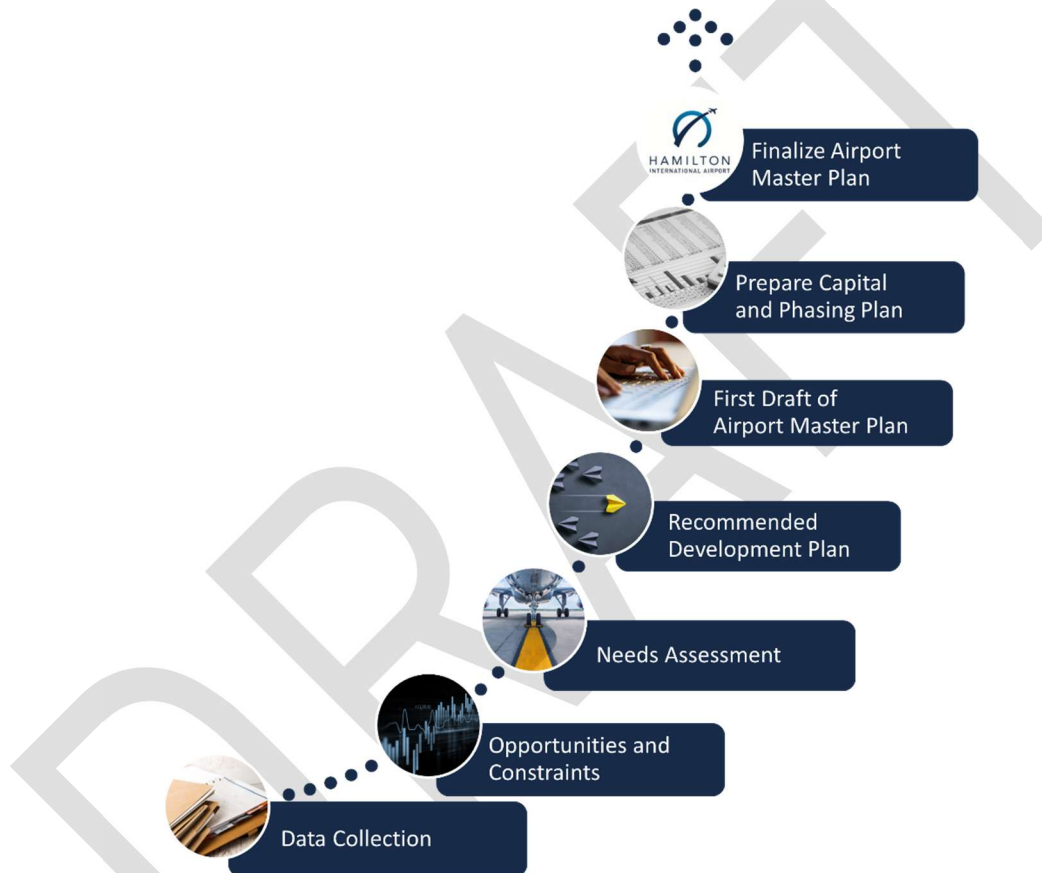 DRAFT
HAMILTON
INTERNATIONAL AIRPORT
Finalize Airport
Master Plan
Prepare Capital
and Phasing Plan
First Draft of
Airport Master Plan
Recommended
Development Plan
Needs Assessment
Opportunities and
Constraints
Data Collection